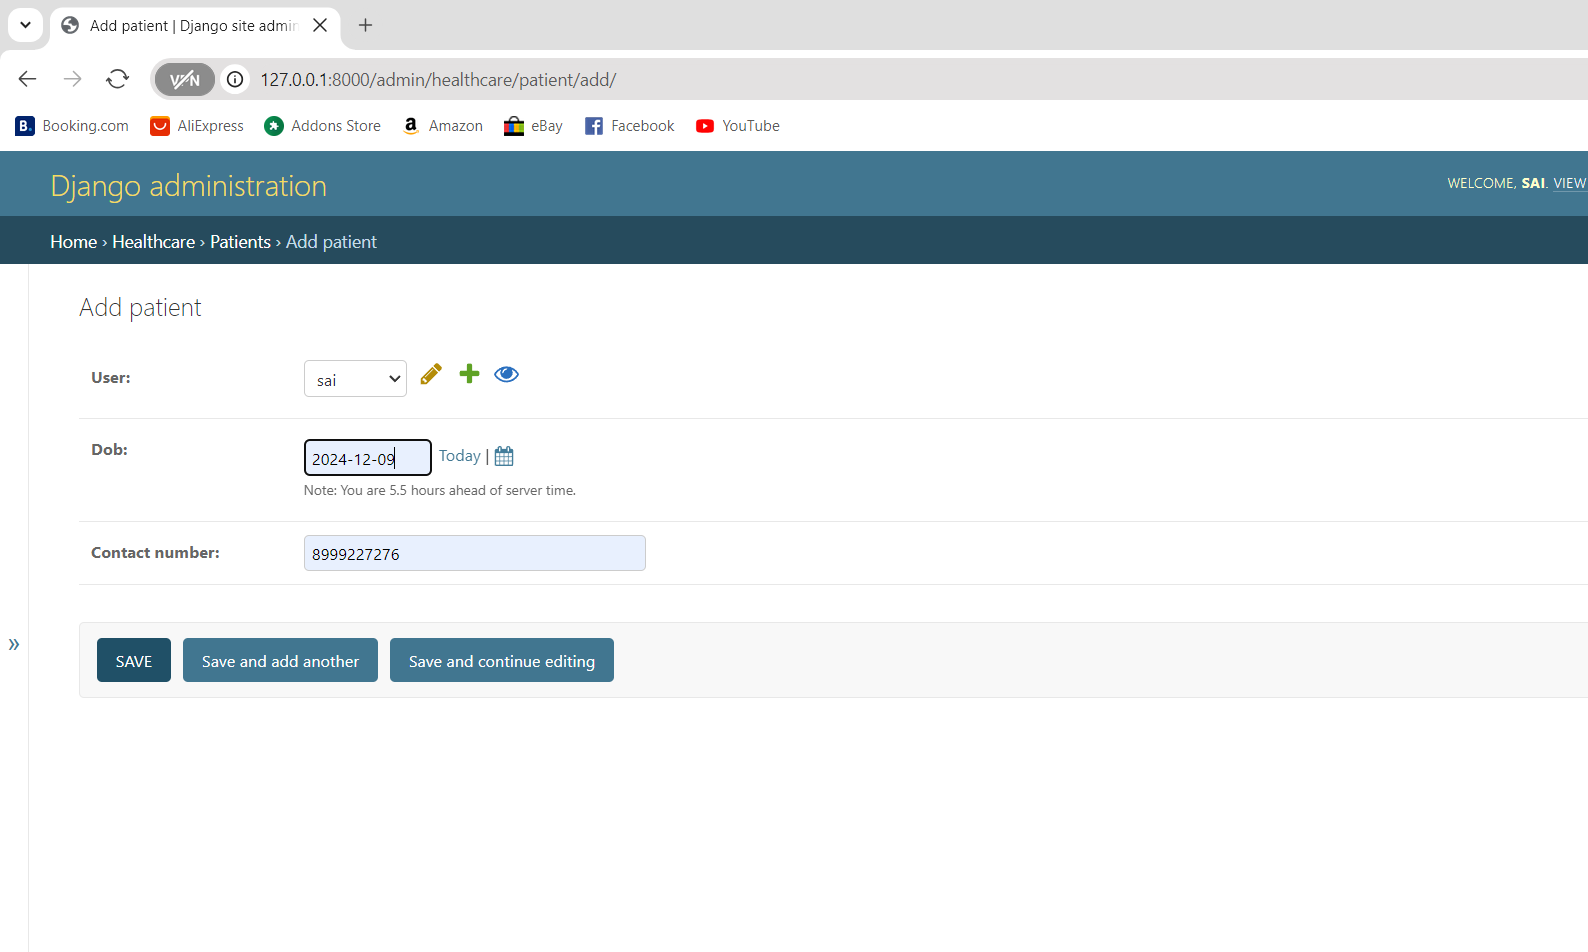 Add patient | Django site admin
VPN 127.0.0.1:8000/admin/healthcare/patient/add/
B. Booking.com AliExpress Addons Store a Amazon eBay Facebook YouTube
Django administration
WELCOME, SAI. VIEW
Home › Healthcare › Patients › Add patient
Add patient
User: sai
Dob: 2024-12-09 Today |
Note: You are 5.5 hours ahead of server time.
Contact number: 8999227276
»
SAVE Save and add another Save and continue editing